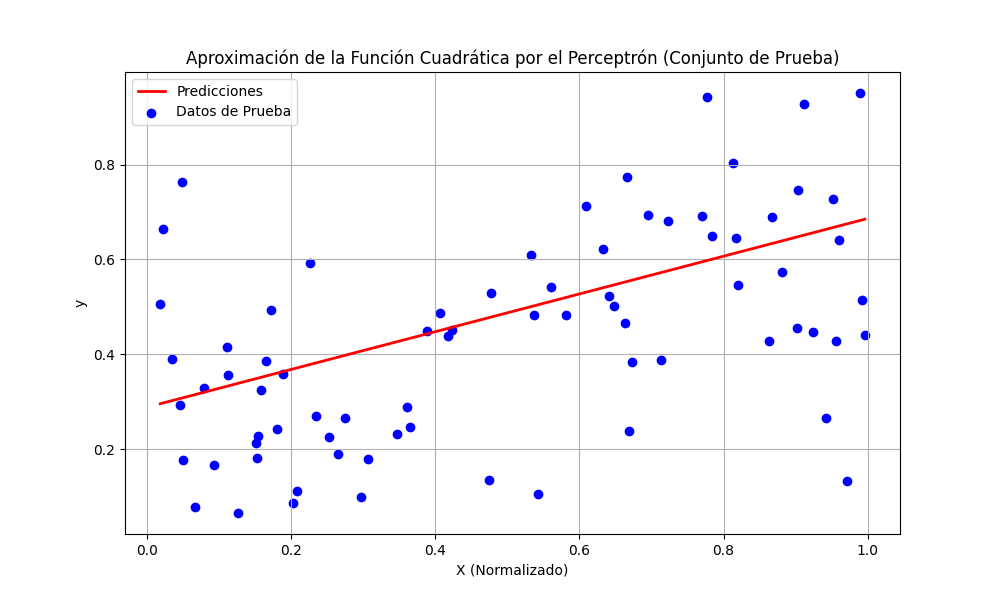 Aproximación de la Función Cuadrática por el Perceptrón (Conjunto de Prueba)
Predicciones
Datos de Prueba
y
0.8
0.6
0.4
0.2
0.0 0.2 0.4 0.6 0.8 1.0
X (Normalizado)